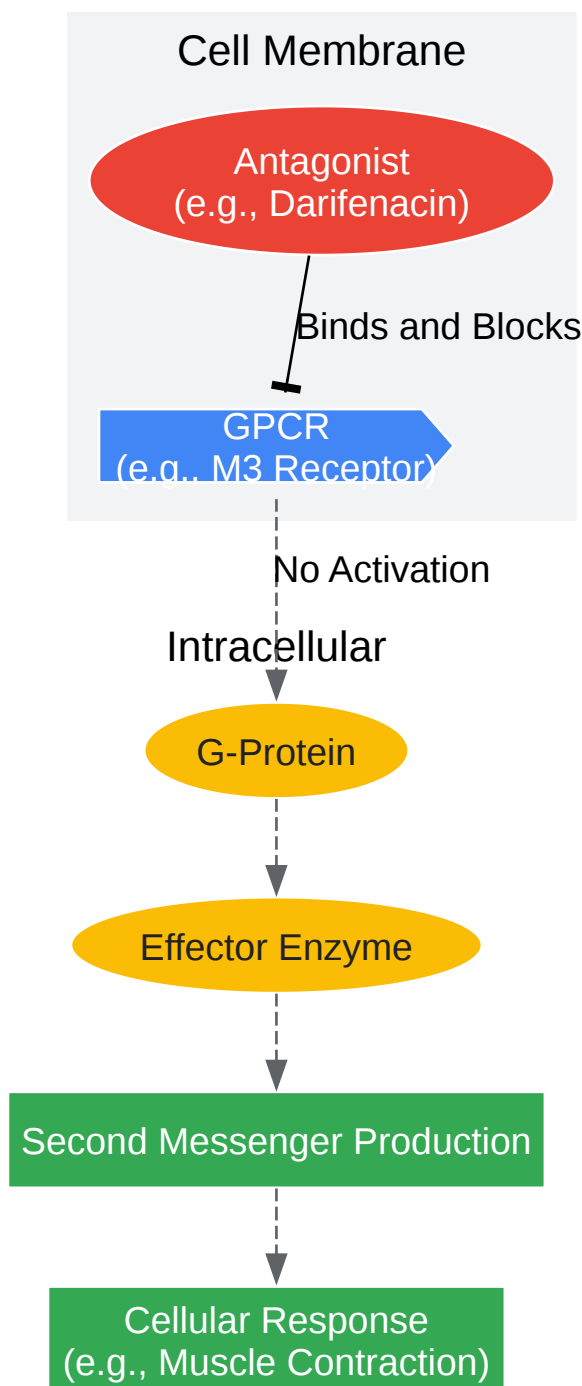 Cell Membrane
Antagonist
(e.g., Darifenacin)
Binds and Blocks
GPCR
(e.g., M3 Receptor)
No Activation
Intracellular
G-Protein
Effector Enzyme
Second Messenger Production
Cellular Response
(e.g., Muscle Contraction)